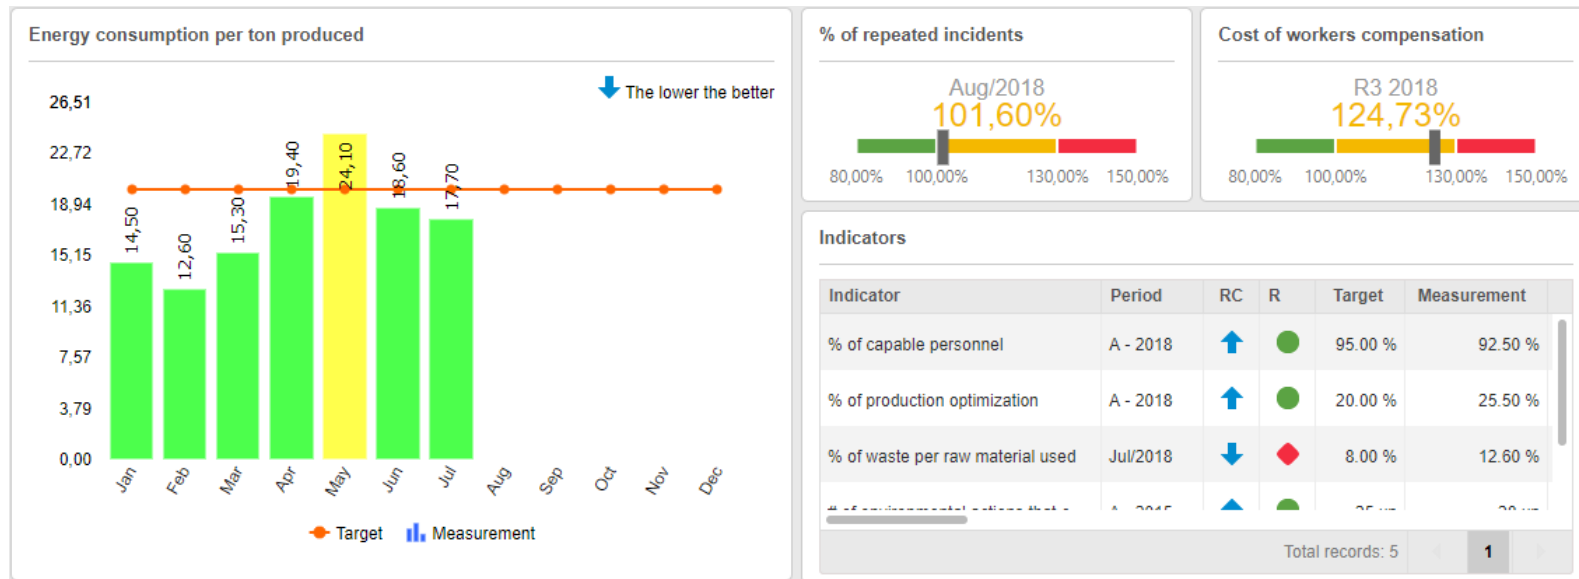 Energy consumption per ton produced
The lower the better
26,51
22,72
18,94
15,15
11,36
7,57
3,79
0,00
14,50
12,60
15,30
19,40
24,10
18,60
17,70
Jan Feb Mar Apr May Jun Jul Aug Sep Oct Nov Dec
Target Measurement
% of repeated incidents
Aug/2018
101,60%
80,00% 100,00% 130,00% 150,00%
Cost of workers compensation
R3 2018
124,73%
80,00% 100,00% 130,00% 150,00%
Indicators
Indicator Period RC R Target Measurement
% of capable personnel A - 2018 95.00 % 92.50 %
% of production optimization A - 2018 20.00 % 25.50 %
% of waste per raw material used Jul/2018 8.00 % 12.60 %
Total records: 5 1